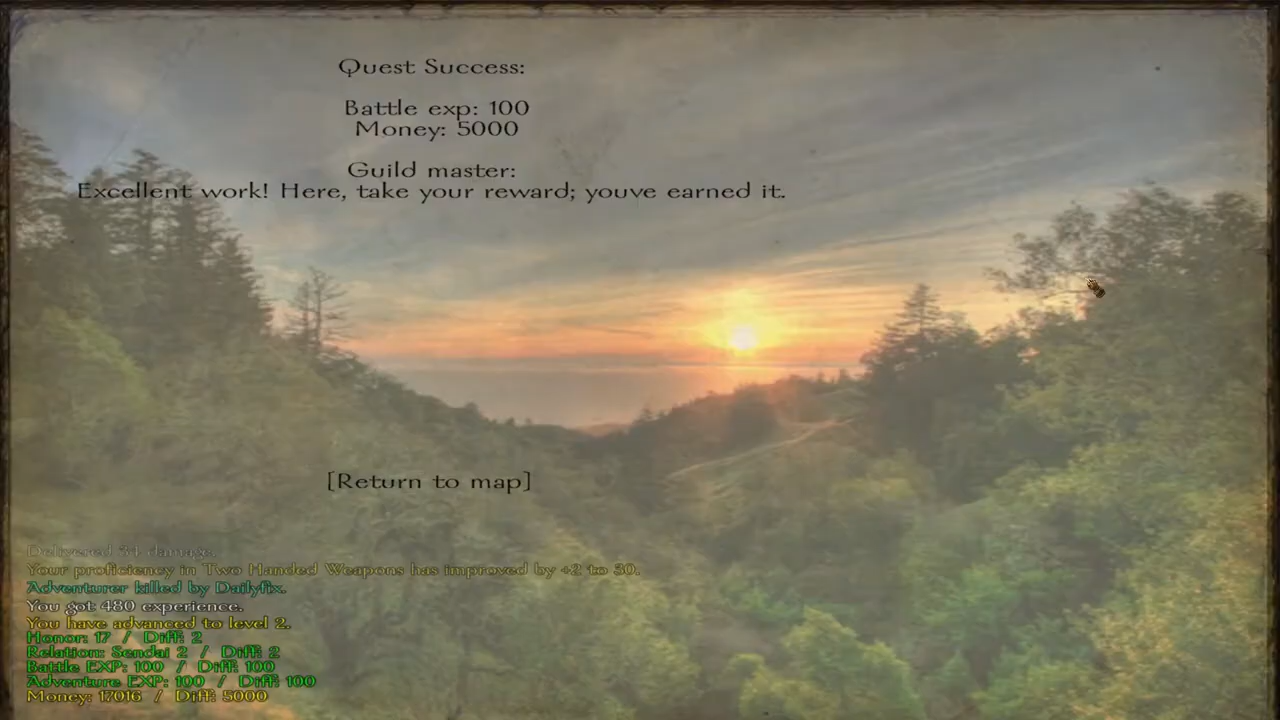 Quest Success:
Battle exp: 100
Money: 5000
Guild master:
Excellent work! Here, take your reward; youve earned it.
[Return to map]
Delivered 34 damage.
Your proficiency in Two Handed Weapons has improved by +2 to 30.
Adventurer killed by Dailyfix.
You got 480 experience.
You have advanced to level 2.
Honor: 17 / Diff: 2
Relation: Sendai 2 / Diff: 2
Battle EXP: 100 / Diff: 100
Adventure EXP: 100 / Diff: 100
Money: 17016 / Diff: 5000